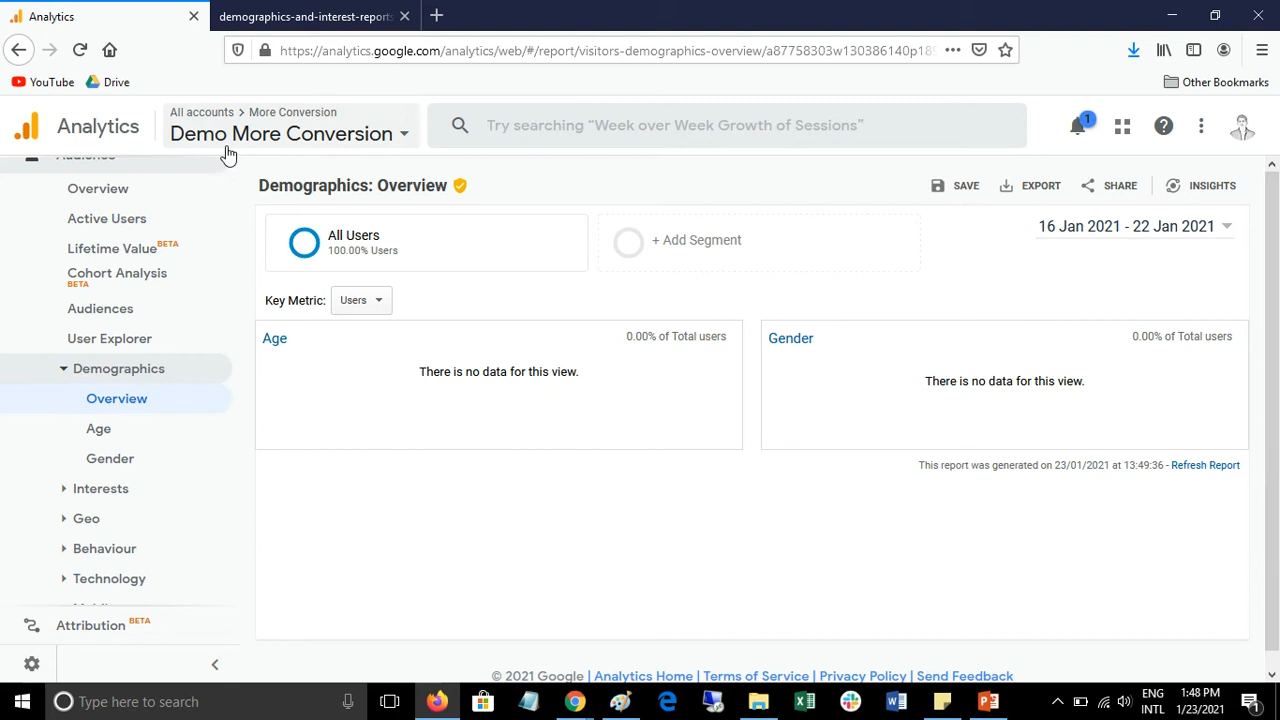 Analytics
demographics-and-interest-reports
https://analytics.google.com/analytics/web/#/report/visitors-demographics-overview/a87758303w130386140p189
YouTube
Drive
Other Bookmarks
Analytics
All accounts > More Conversion
Demo More Conversion
Try searching “Week over Week Growth of Sessions”
1
Audience
Overview
Active Users
Lifetime Value BETA
Cohort Analysis
BETA
Audiences
User Explorer
Demographics
Overview
Age
Gender
Interests
Geo
Behaviour
Technology
Attribution BETA
Demographics: Overview
SAVE
EXPORT
SHARE
INSIGHTS
All Users
100.00% Users
+ Add Segment
16 Jan 2021 - 22 Jan 2021
Key Metric:
Users
Age
0.00% of Total users
There is no data for this view.
Gender
0.00% of Total users
There is no data for this view.
This report was generated on 23/01/2021 at 13:49:36 - Refresh Report
© 2021 Google | Analytics Home | Terms of Service | Privacy Policy | Send Feedback
Type here to search
ENG
INTL
1:48 PM
1/23/2021
1